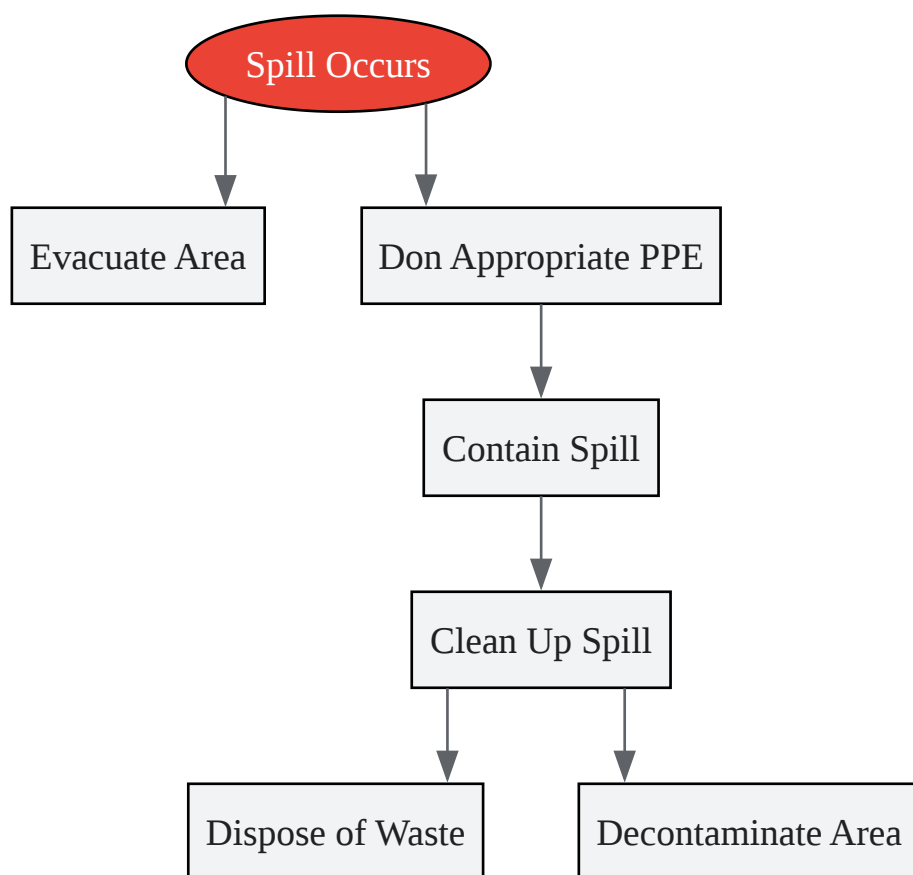 Spill Occurs
Evacuate Area
Don Appropriate PPE
Contain Spill
Clean Up Spill
Dispose of Waste
Decontaminate Area